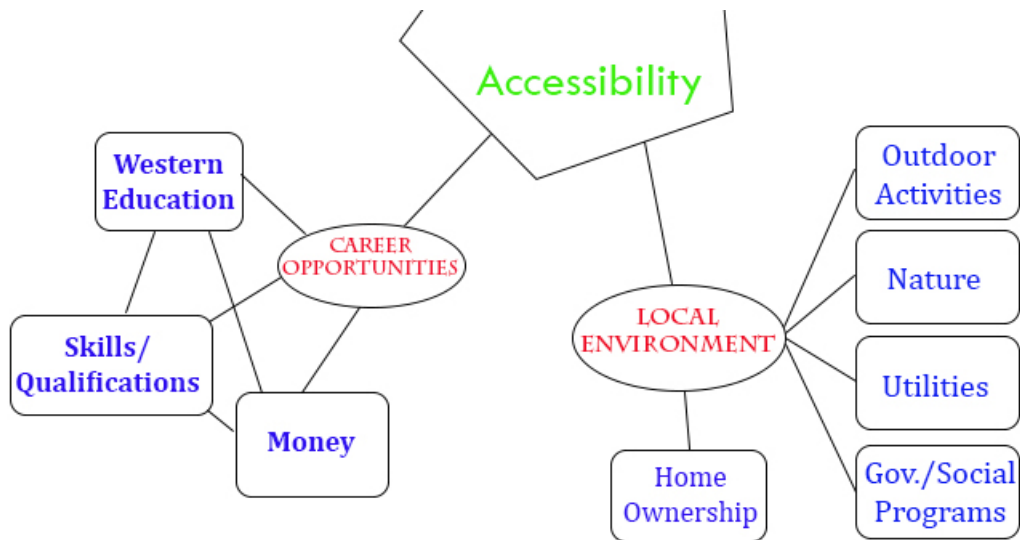 Accessibility
Western
Education
CAREER
OPPORTUNITIES
Skills/
Qualifications
Money
LOCAL
ENVIRONMENT
Home
Ownership
Outdoor
Activities
Nature
Utilities
Gov./Social
Programs